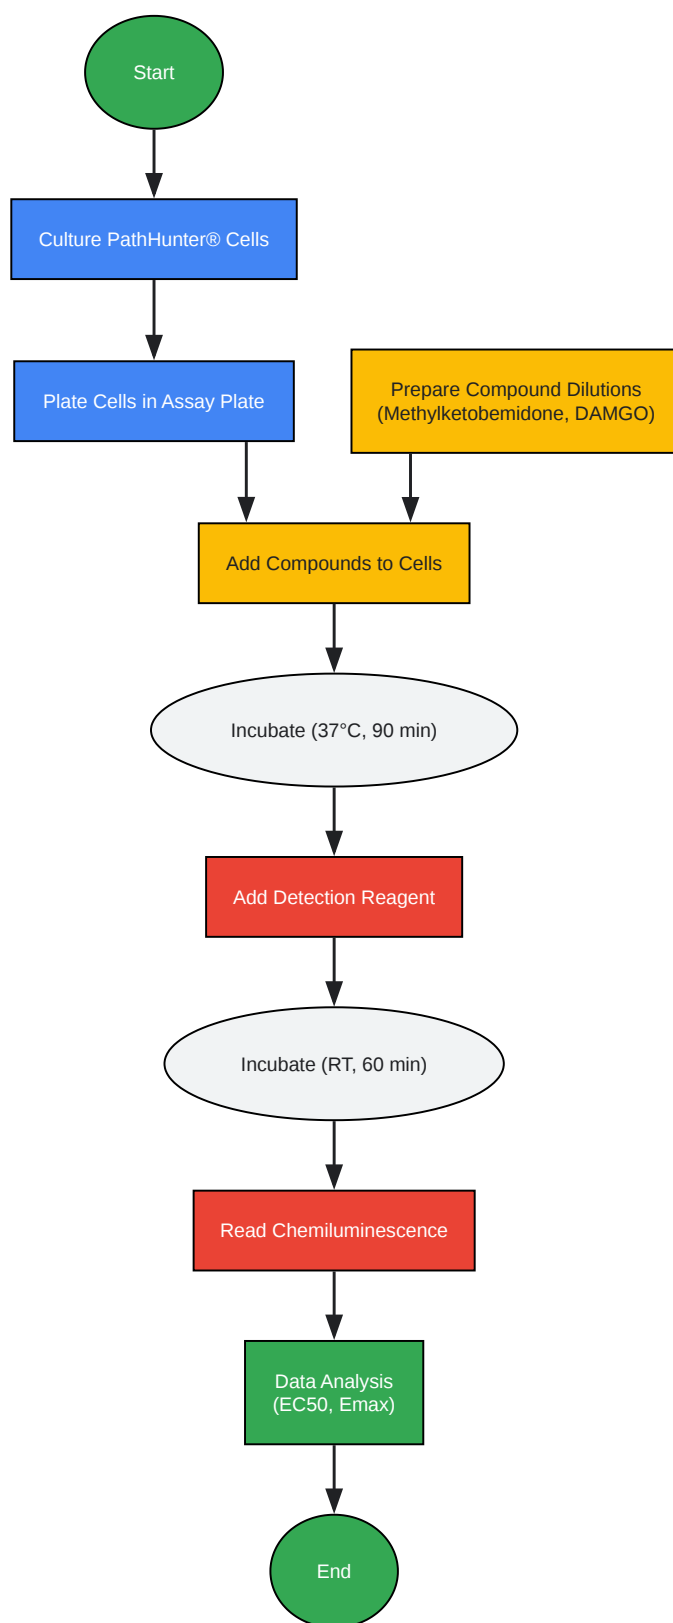 Start
Culture PathHunter® Cells
Plate Cells in Assay Plate
Prepare Compound Dilutions
(Methylketobemidone, DAMGO)
Add Compounds to Cells
Incubate (37°C, 90 min)
Add Detection Reagent
Incubate (RT, 60 min)
Read Chemiluminescence
Data Analysis
(EC50, Emax)
End